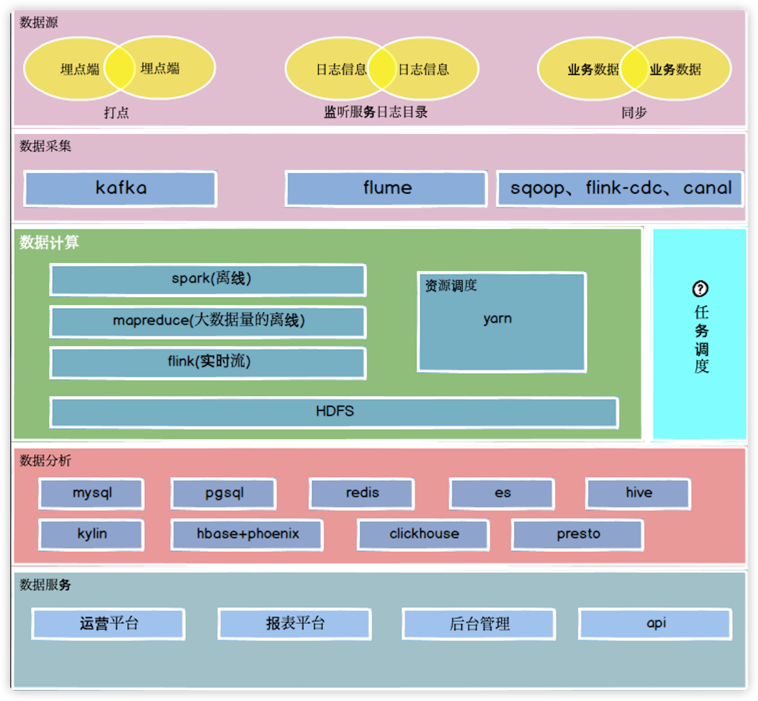 数据源
埋点端 埋点端 日志信息 日志信息 业务数据 业务数据
打点 监听服务日志目录 同步
数据采集
kafka flume sqoop、flink-cdc、canal
数据计算
spark(离线)
mapreduce(大数据量的离线)
flink(实时流)
资源调度
yarn
HDFS
?
任
务
调
度
数据分析
mysql pgsql redis es hive
kylin hbase+phoenix clickhouse presto
数据服务
运营平台 报表平台 后台管理 api